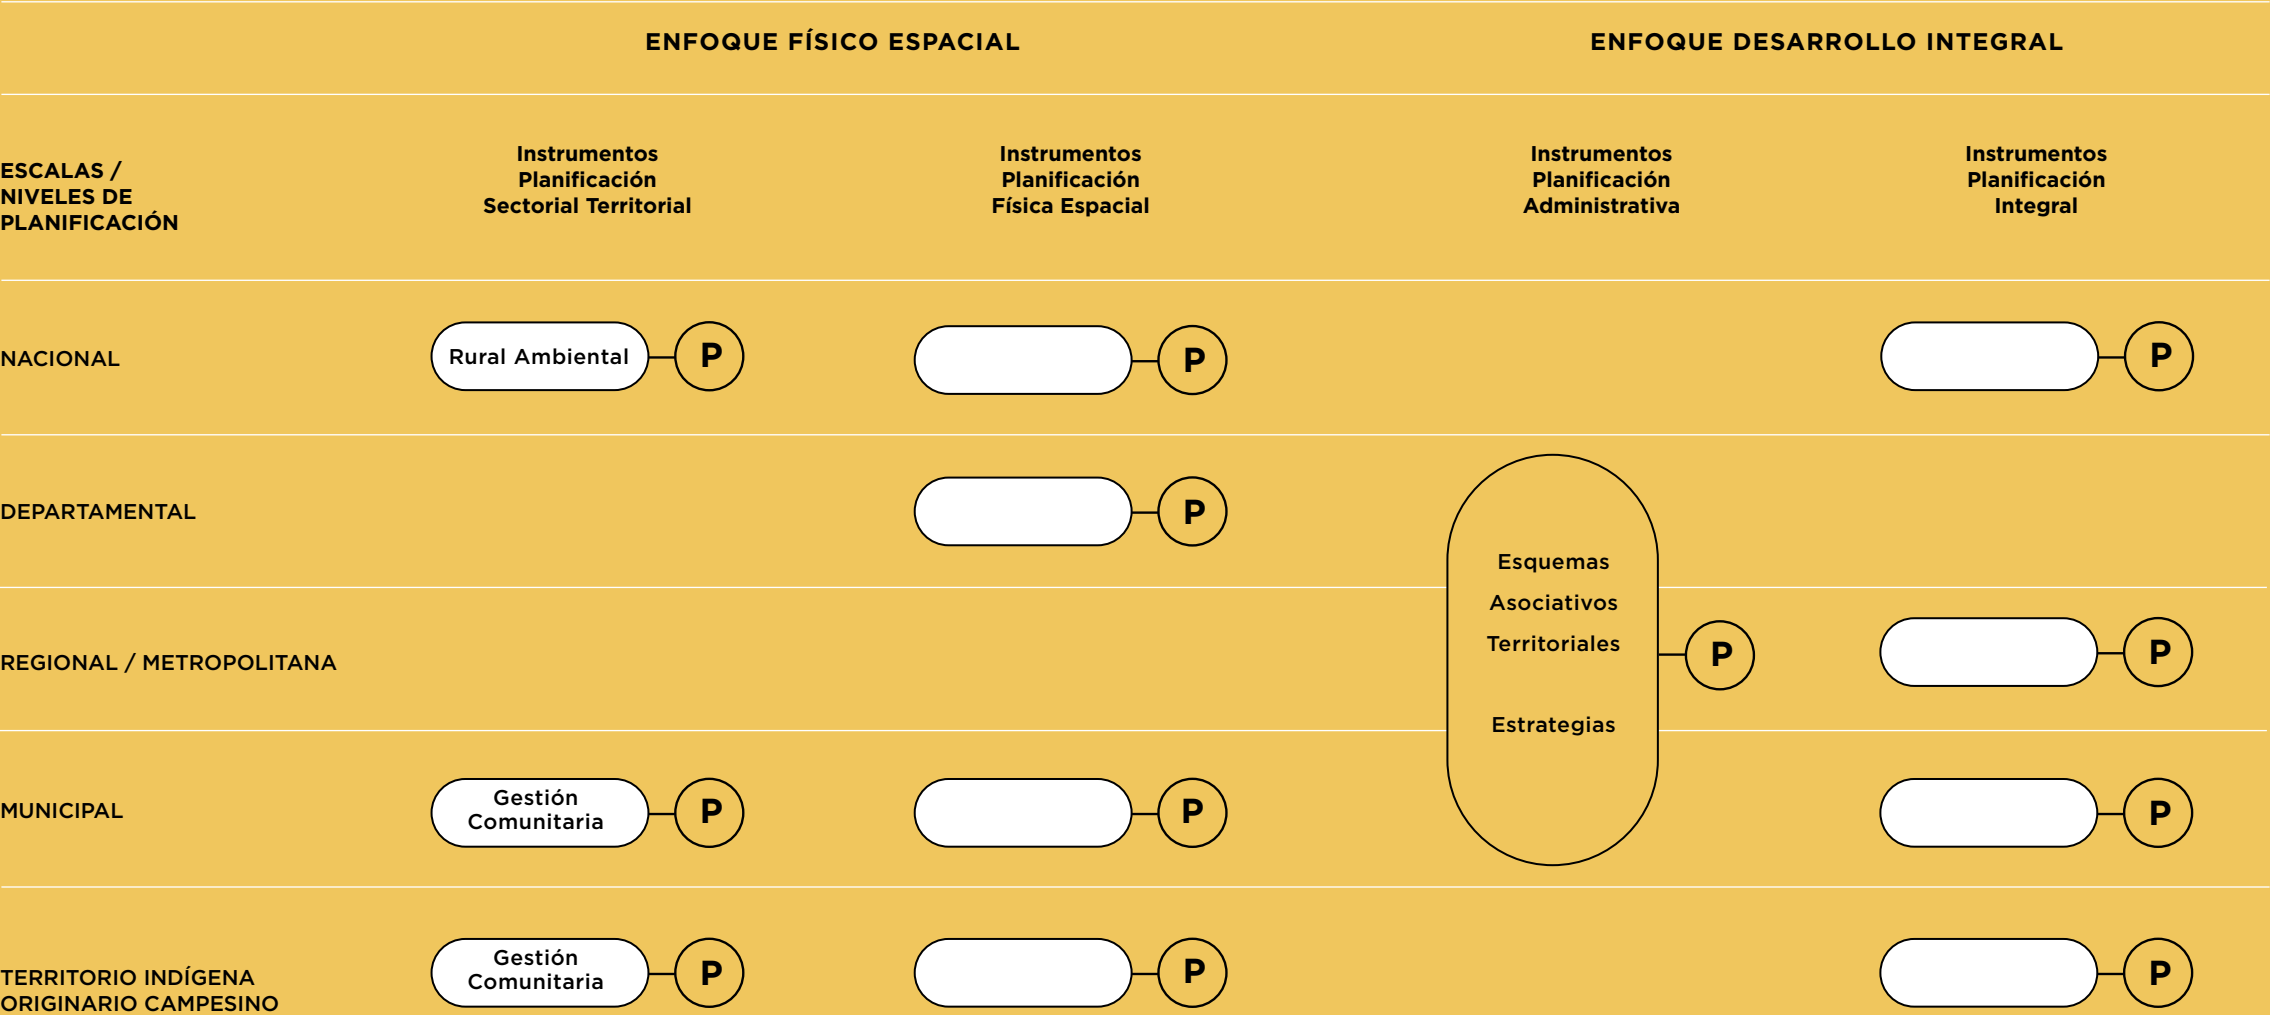 ENFOQUE FÍSICO ESPACIAL
ENFOQUE DESARROLLO INTEGRAL
ESCALAS /
NIVELES DE
PLANIFICACIÓN
Instrumentos
Planificación
Sectorial Territorial
Instrumentos
Planificación
Física Espacial
Instrumentos
Planificación
Administrativa
Instrumentos
Planificación
Integral
NACIONAL
Rural Ambiental
P
P
P
DEPARTAMENTAL
P
Esquemas
Asociativos
Territoriales
Estrategias
P
REGIONAL / METROPOLITANA
P
MUNICIPAL
Gestión
Comunitaria
P
P
P
TERRITORIO INDÍGENA
ORIGINARIO CAMPESINO
Gestión
Comunitaria
P
P
P